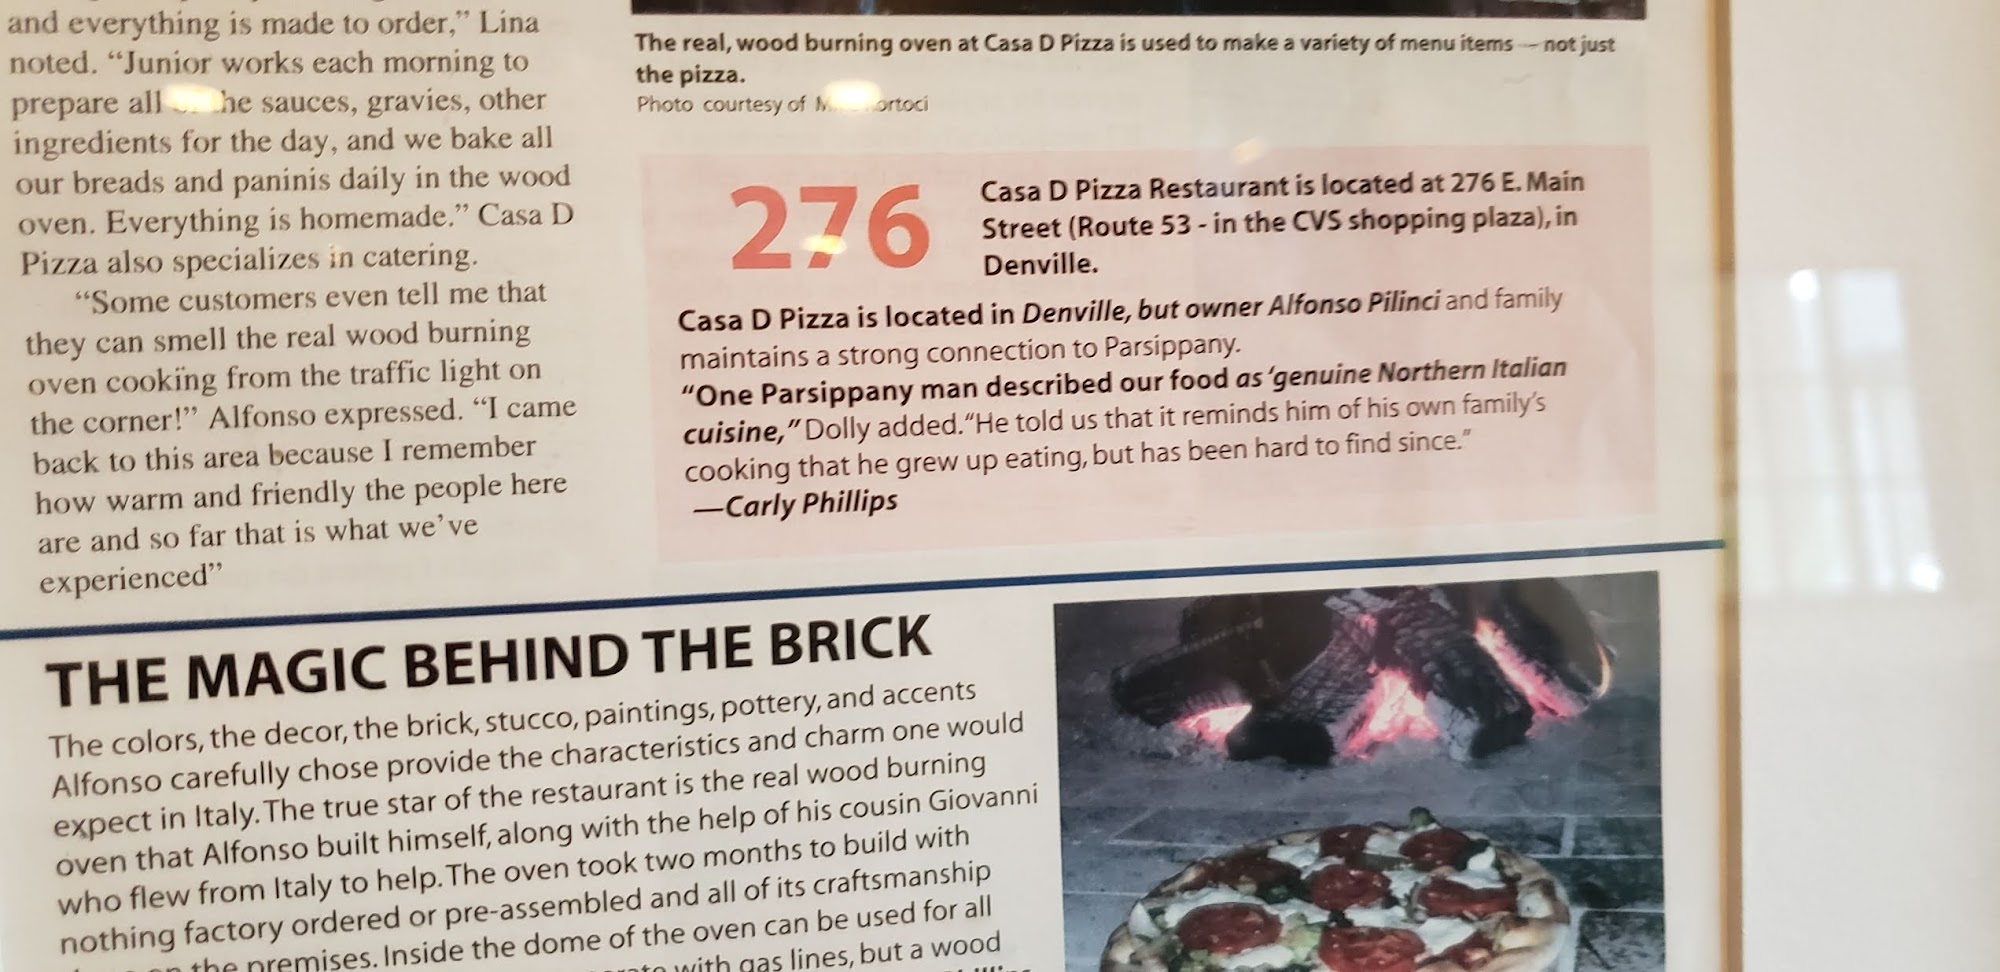 and everything is made to order,” Lina
noted. “Junior works each morning to
prepare all he sauces, gravies, other
ingredients for the day, and we bake all
our breads and paninis daily in the wood
oven. Everything is homemade.” Casa D
Pizza also specializes in catering.
“Some customers even tell me that
they can smell the real wood burning
oven cooking from the traffic light on
the corner!” Alfonso expressed. “I came
back to this area because I remember
how warm and friendly the people here
are and so far that is what we’ve
experienced”
The real, wood burning oven at Casa D Pizza is used to make a variety of menu items — not just
the pizza.
Photo courtesy of
276
Casa D Pizza Restaurant is located at 276 E. Main
Street (Route 53 - in the CVS shopping plaza), in
Denville.
Casa D Pizza is located in Denville, but owner Alfonso Pilinci and family
maintains a strong connection to Parsippany.
“One Parsippany man described our food as ‘genuine Northern Italian
cuisine,” Dolly added. “He told us that it reminds him of his own family’s
cooking that he grew up eating, but has been hard to find since.”
—Carly Phillips
THE MAGIC BEHIND THE BRICK
The colors, the decor, the brick, stucco, paintings, pottery, and accents
Alfonso carefully chose provide the characteristics and charm one would
expect in Italy. The true star of the restaurant is the real wood burning
oven that Alfonso built himself, along with the help of his cousin Giovanni
who flew from Italy to help. The oven took two months to build with
nothing factory ordered or pre-assembled and all of its craftsmanship
the premises. Inside the dome of the oven can be used for all
with gas lines, but a wood